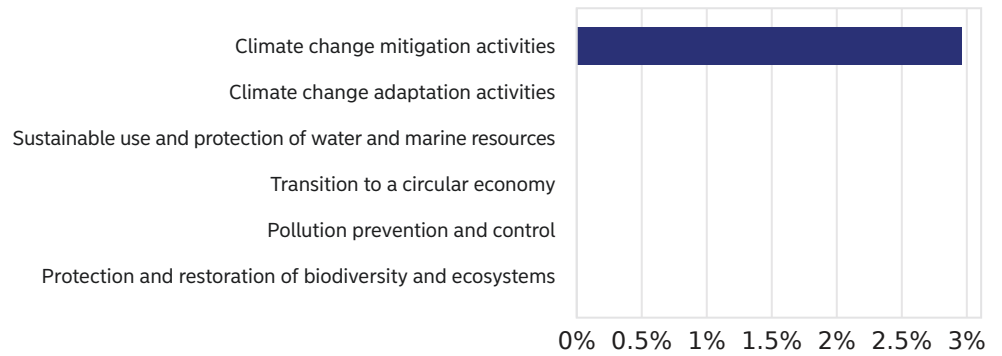 Climate change mitigation activities
Climate change adaptation activities
Sustainable use and protection of water and marine resources
Transition to a circular economy
Pollution prevention and control
Protection and restoration of biodiversity and ecosystems
0% 0.5% 1% 1.5% 2% 2.5% 3%